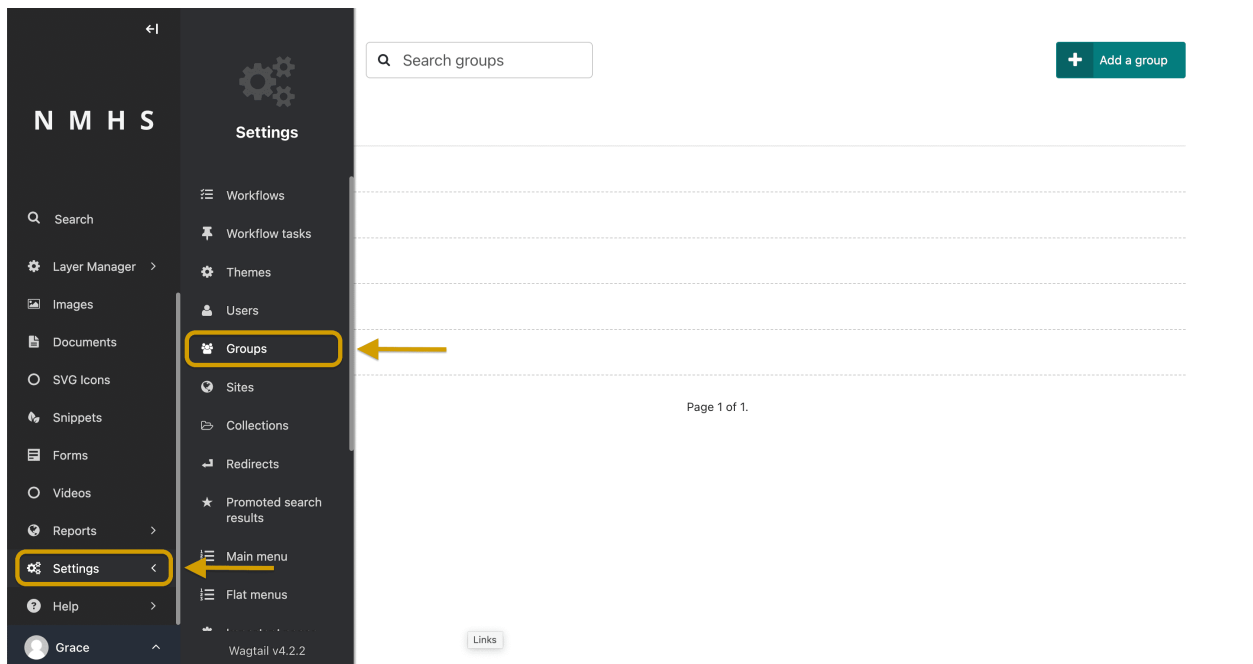 N M H S
Search
Layer Manager
Images
Documents
SVG Icons
Snippets
Forms
Videos
Reports
Settings
Help
Grace
Settings
Workflows
Workflow tasks
Themes
Users
Groups
Sites
Collections
Redirects
Promoted search
results
Main menu
Flat menus
Wagtail v4.2.2
Search groups
Add a group
Page 1 of 1.
Links